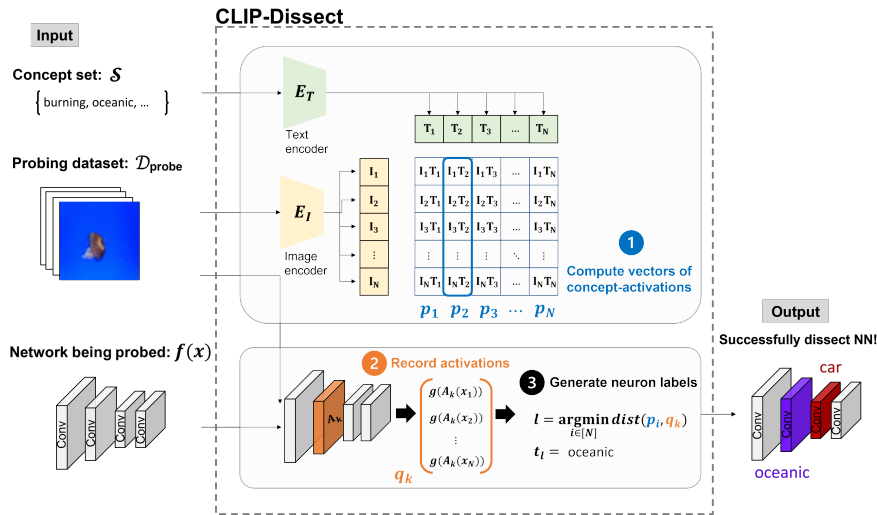 CLIP-Dissect
Input
Concept set: 𝓢
{ burning, oceanic, ... }
E_T
Text
encoder
T₁ T₂ T₃ ... T_N
Probing dataset: 𝒟_probe
E_I
Image
encoder
I₁
I₂
I₃
⋮
I_N
I₁T₁ I₁T₂ I₁T₃ ... I₁T_N
I₂T₁ I₂T₂ I₂T₃ ... I₂T_N
I₃T₁ I₃T₂ I₃T₃ ... I₃T_N
⋮ ⋮ ⋮ ⋱ ⋮
I_NT₁ I_NT₂ I_NT₃ ... I_NT_N
p₁ p₂ p₃ ⋯ p_N
1
Compute vectors of
concept-activations
Network being probed: f(x)
Conv Conv Conv Conv
2 Record activations
A_k
g(A_k(x₁))
g(A_k(x₂))
⋮
g(A_k(x_N))
q_k
3 Generate neuron labels
l = argmin dist(p_i, q_k)
i∈[N]
t_l = oceanic
Output
Successfully dissect NN!
car
Conv Conv Conv Conv
oceanic